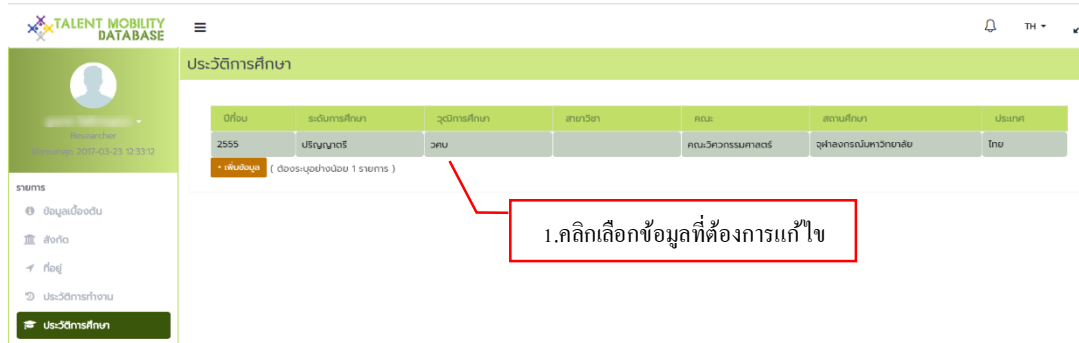 TALENT MOBILITY
DATABASE
TH
ประวัติการศึกษา
Researcher
2017-03-23 12:33:12
ปีที่จบ ระดับการศึกษา วุฒิการศึกษา สาขาวิชา คณะ สถานศึกษา ประเทศ
2555 ปริญญาตรี วศบ คณะวิศวกรรมศาสตร์ จุฬาลงกรณ์มหาวิทยาลัย ไทย
+ เพิ่มข้อมูล ( ต้องระบุอย่างน้อย 1 รายการ )
1.คลิกเลือกข้อมูลที่ต้องการแก้ไข
รายการ
ข้อมูลเบื้องต้น
สังกัด
ที่อยู่
ประวัติการทำงาน
ประวัติการศึกษา